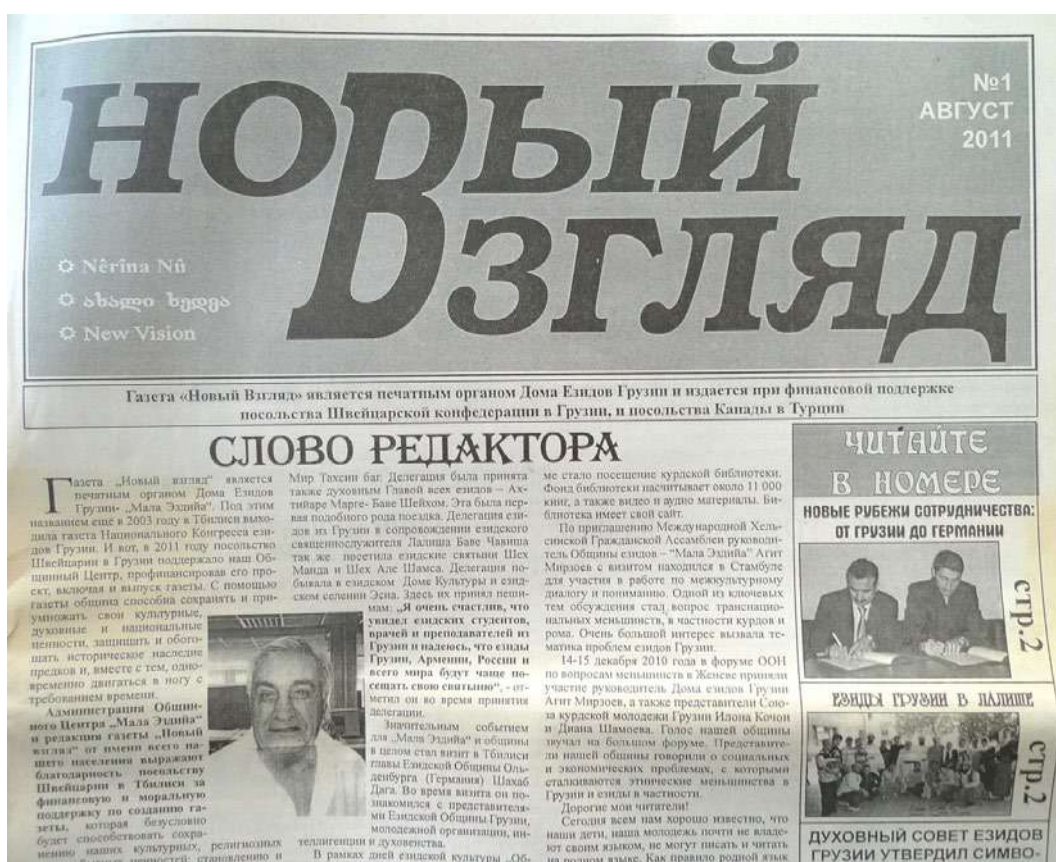 НОВЫЙ
ВЗГЛЯД
№1
АВГУСТ
2011
Nêrîna Nû
ახალი ხედვა
New Vision
Газета «Новый Взгляд» является печатным органом Дома Езидов Грузии и издается при финансовой поддержке
посольства Швейцарской конфедерации в Грузии, и посольства Канады в Турции
СЛОВО РЕДАКТОРА
Газета „Новый взгляд“ является
печатным органом Дома Езидов
Грузии- „Мала Эздийа“. Под этим
названием ещё в 2003 году в Тбилиси выхо-
дила газета Национального Конгресса ези-
дов Грузии. И вот, в 2011 году посольство
Швейцарии в Грузии поддержало наш Об-
щинный Центр, профинансировав его про-
ект, включая и выпуск газеты. С помощью
газеты община способна сохранять и при-
умножать свои культурные,
духовные и национальные
ценности, защищать и обого-
щать историческое наследие
предков и, вместе с тем, одно-
временно двигаться в ногу с
требованием времени.
Администрация Общин-
ного Центра „Мала Эздийа“
и редакция газеты „Новый
взгляд“ от имени всего на-
шего населения выражают
благодарность посольству
Швейцарии в Тбилиси за
финансовую и моральную
поддержку по созданию га-
зеты, которая безусловно
будет способствовать сохра-
нению наших культурных, религиозных
ценностей; становлению и
Мир Тахсин баг. Делегация была принята
также духовным Главой всех езидов – Ах-
тийаре Марге- Баве Шейхом. Эта была пер-
вая подобного рода поездка. Делегация ези-
дов из Грузии в сопровождении езидского
священнослужителя Лалиша Баве Чавиша
так же посетила езидские святыни Шех
Манда и Шех Але Шамса. Делегация по-
бывала в езидском Доме Культуры и езид-
ском селении Эсиа. Здесь их принял пеши-
мам: „Я очень счастлив, что
увидел езидских студентов,
врачей и преподавателей из
Грузии и надеюсь, что езиды
Грузии, Армении, России и
всего мира будут чаще по-
сещать свою святыню“, - от-
метил он во время принятия
делегации.
Значительным событием
для „Мала Эздийа“ и общины
в целом стал визит в Тбилиси
главы Езидской Общины Оль-
денбурга (Германия) Шахаб
Дага. Во время визита он по-
знакомился с представителя-
ми Езидской Общины Грузии,
молодежной организации, ин-
теллигенции и духовенства.
В рамках дней езидской культуры „Об-
ме стало посещение курдской библиотеки.
Фонд библиотеки насчитывает около 11 000
книг, а также видео и аудио материалы. Би-
блиотека имеет свой сайт.
По приглашению Международной Хель-
синской Гражданской Ассамблеи руководи-
тель Общины езидов – “Мала Эздийа” Агит
Мирзоев с визитом находился в Стамбуле
для участия в работе по межкультурному
диалогу и пониманию. Одной из ключевых
тем обсуждения стал вопрос транснацио-
нальных меньшинств, в частности курдов и
рома. Очень большой интерес вызвала те-
матика проблем езидов Грузии.
14-15 декабря 2010 года в форуме ООН
по вопросам меньшинств в Женеве приняли
участие руководитель Дома езидов Грузии
Агит Мирзоев, а также представители Сою-
за курдской молодежи Грузии Илона Кочои
и Диана Шамоева. Голос нашей общины
звучал на большом форуме. Представите-
ли нашей общины говорили о социальных
и экономических проблемах, с которыми
сталкиваются этнические меньшинства в
Грузии и езиды в частности.
Дорогие мои читатели!
Сегодня всем нам хорошо известно, что
наши дети, наша молодежь почти не владе-
ют своим языком, не могут писать и читать
на родном языке. Как правило родной язык
ЧИТАЙТЕ
В НОМЕРЕ
НОВЫЕ РУБЕЖИ СОТРУДНИЧЕСТВА:
ОТ ГРУЗИИ ДО ГЕРМАНИИ
стр.2
ЕЗИДЫ ГРУЗИИ В ЛАЛИШЕ
стр.2
ДУХОВНЫЙ СОВЕТ ЕЗИДОВ
ГРУЗИИ УТВЕРДИЛ СИМВО-